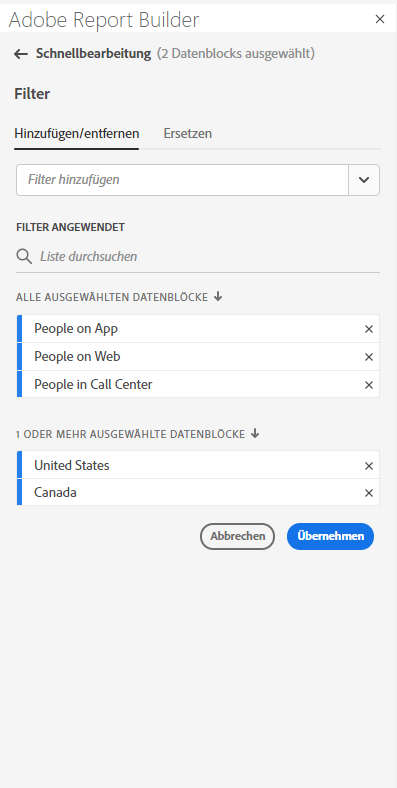 Adobe Report Builder
Schnellbearbeitung (2 Datenblocks ausgewählt)
Filter
Hinzufügen/entfernen Ersetzen
Filter hinzufügen
FILTER ANGEWENDET
Liste durchsuchen
ALLE AUSGEWÄHLTEN DATENBLÖCKE
People on App
People on Web
People in Call Center
1 ODER MEHR AUSGEWÄHLTE DATENBLÖCKE
United States
Canada
Abbrechen Übernehmen